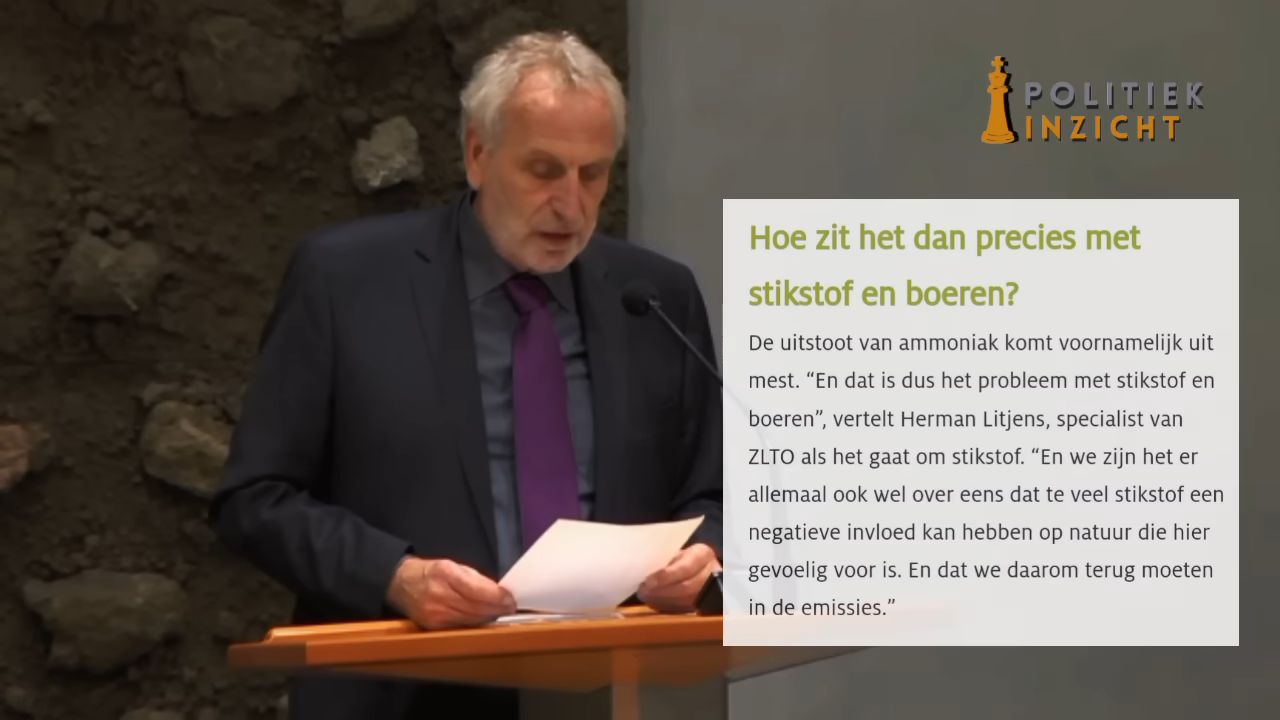 POLITIEK
INZICHT
Hoe zit het dan precies met
stikstof en boeren?
De uitstoot van ammoniak komt voornamelijk uit
mest. “En dat is dus het probleem met stikstof en
boeren”, vertelt Herman Litjens, specialist van
ZLTO als het gaat om stikstof. “En we zijn het er
allemaal ook wel over eens dat te veel stikstof een
negatieve invloed kan hebben op natuur die hier
gevoelig voor is. En dat we daarom terug moeten
in de emissies.”